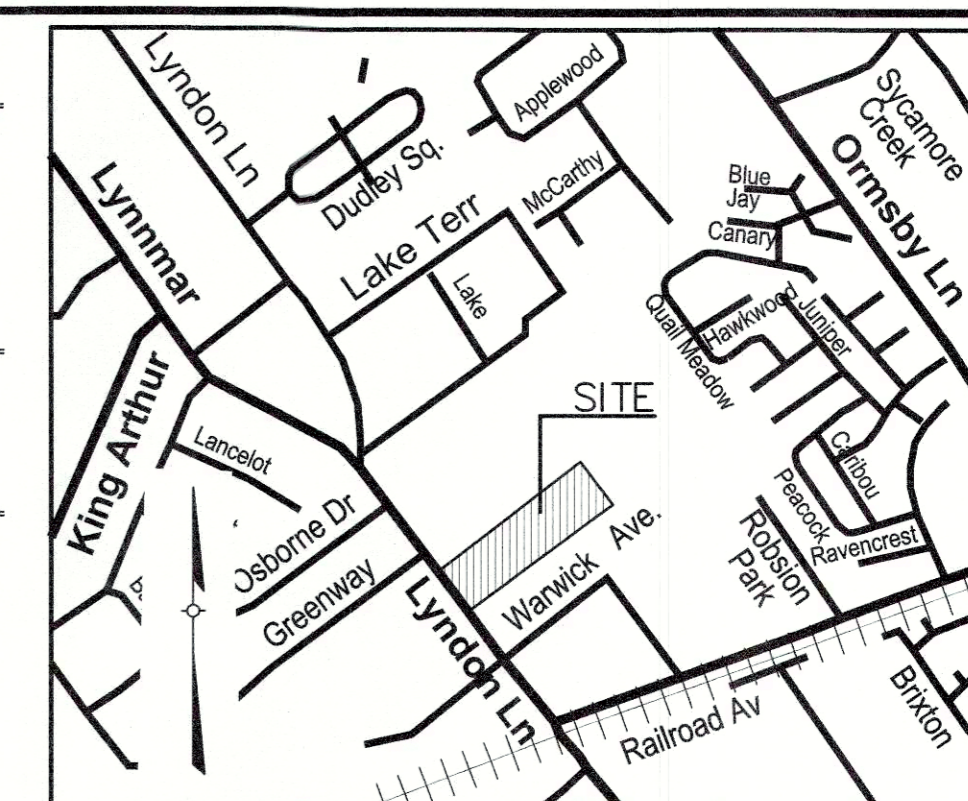 Lyndon Ln
Applewood
Sycamore
Creek
Dudley Sq.
Ormsby Ln
McCarthy
Blue
Jay
Lynnmar
Lake Terr
Canary
Lake
Hawkwood
Juniper
Quail Meadow
King Arthur
SITE
Lancelot
Caribou
Peacock
Osborne Dr
Robsion
Park
Ravencrest
Warwick Ave.
Greenway
Lyndon Ln
Brixton
Railroad Av